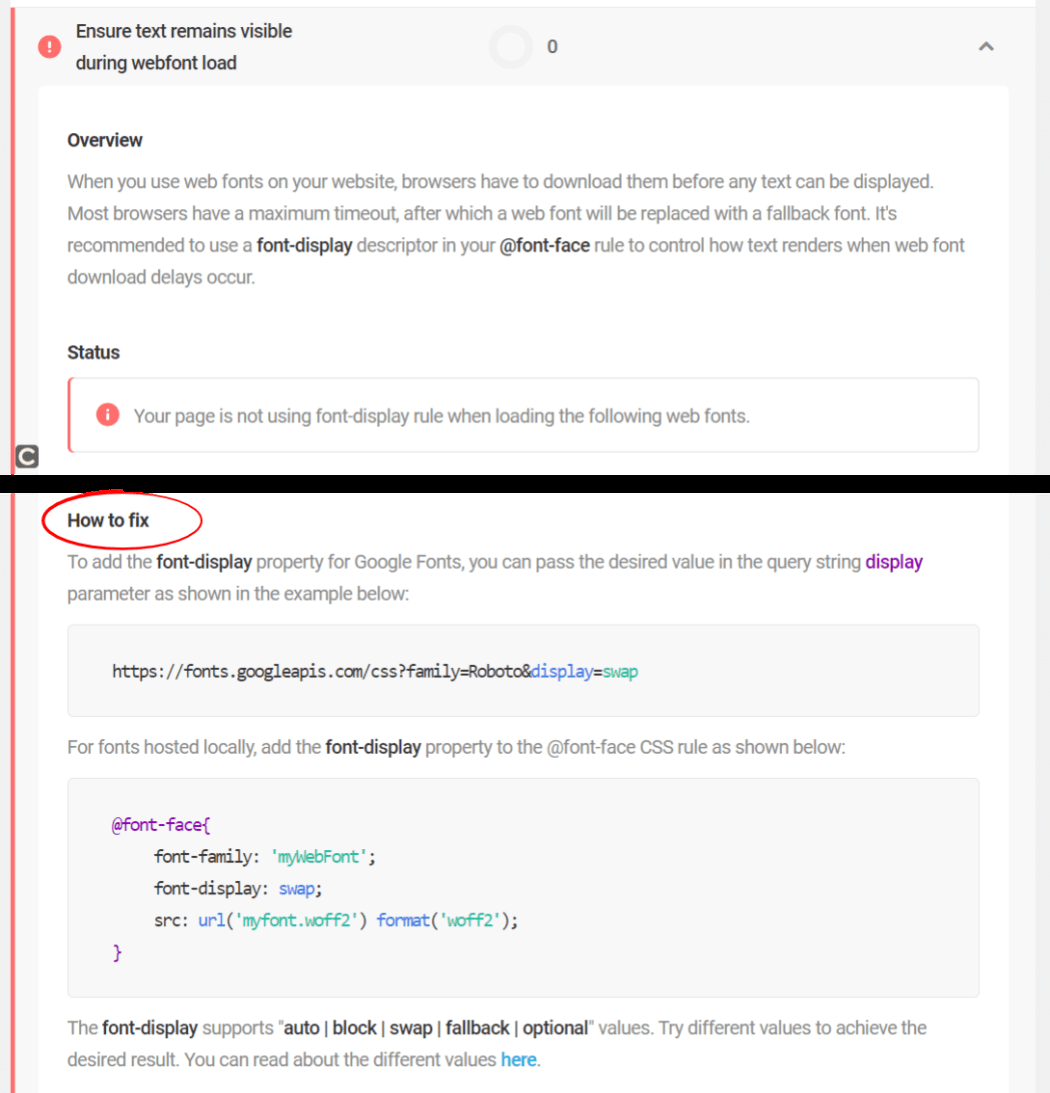 Ensure text remains visible
during webfont load
0
Overview
When you use web fonts on your website, browsers have to download them before any text can be displayed.
Most browsers have a maximum timeout, after which a web font will be replaced with a fallback font. It's
recommended to use a font-display descriptor in your @font-face rule to control how text renders when web font
download delays occur.
Status
Your page is not using font-display rule when loading the following web fonts.
C
How to fix
To add the font-display property for Google Fonts, you can pass the desired value in the query string display
parameter as shown in the example below:
https://fonts.googleapis.com/css?family=Roboto&display=swap
For fonts hosted locally, add the font-display property to the @font-face CSS rule as shown below:
@font-face{
font-family: 'myWebFont';
font-display: swap;
src: url('myfont.woff2') format('woff2');
}
The font-display supports "auto | block | swap | fallback | optional" values. Try different values to achieve the
desired result. You can read about the different values here.